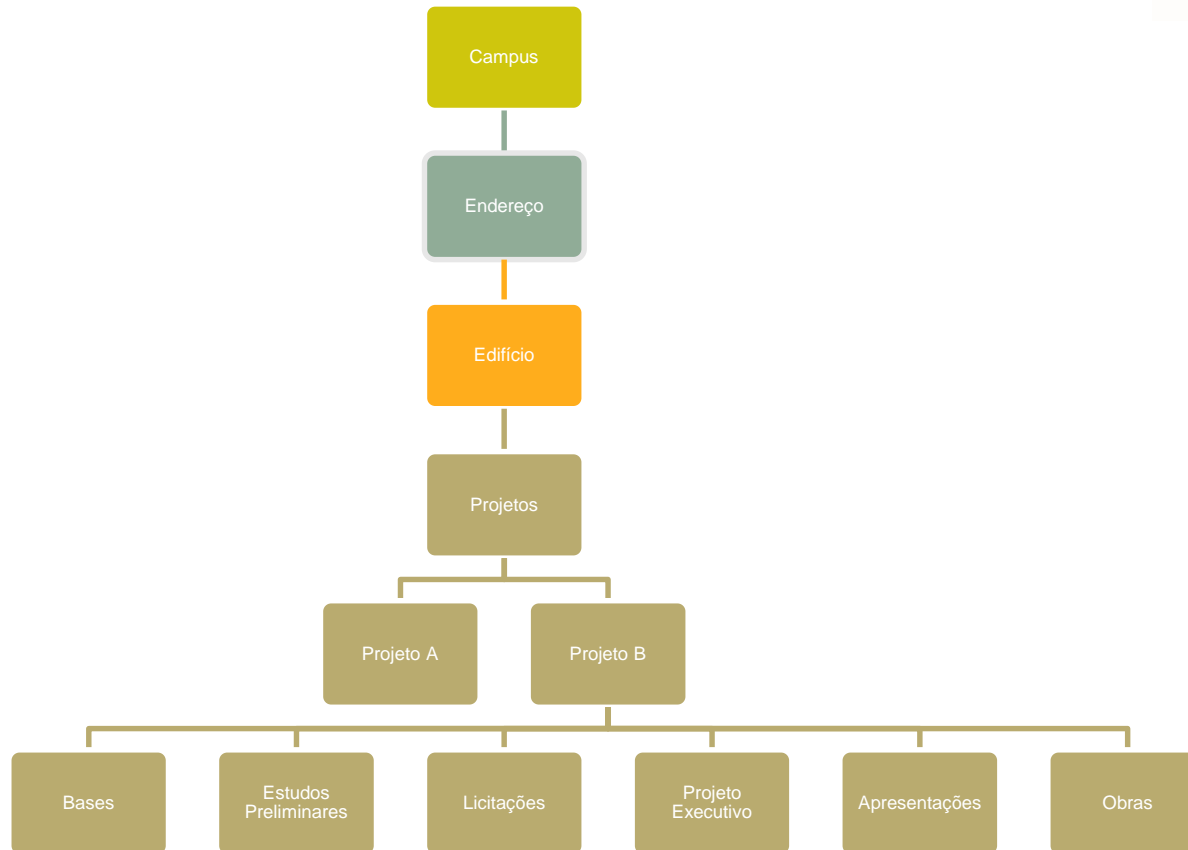 Campus
Endereço
Edifício
Projetos
Projeto A
Projeto B
Bases
Estudos
Preliminares
Licitações
Projeto
Executivo
Apresentações
Obras